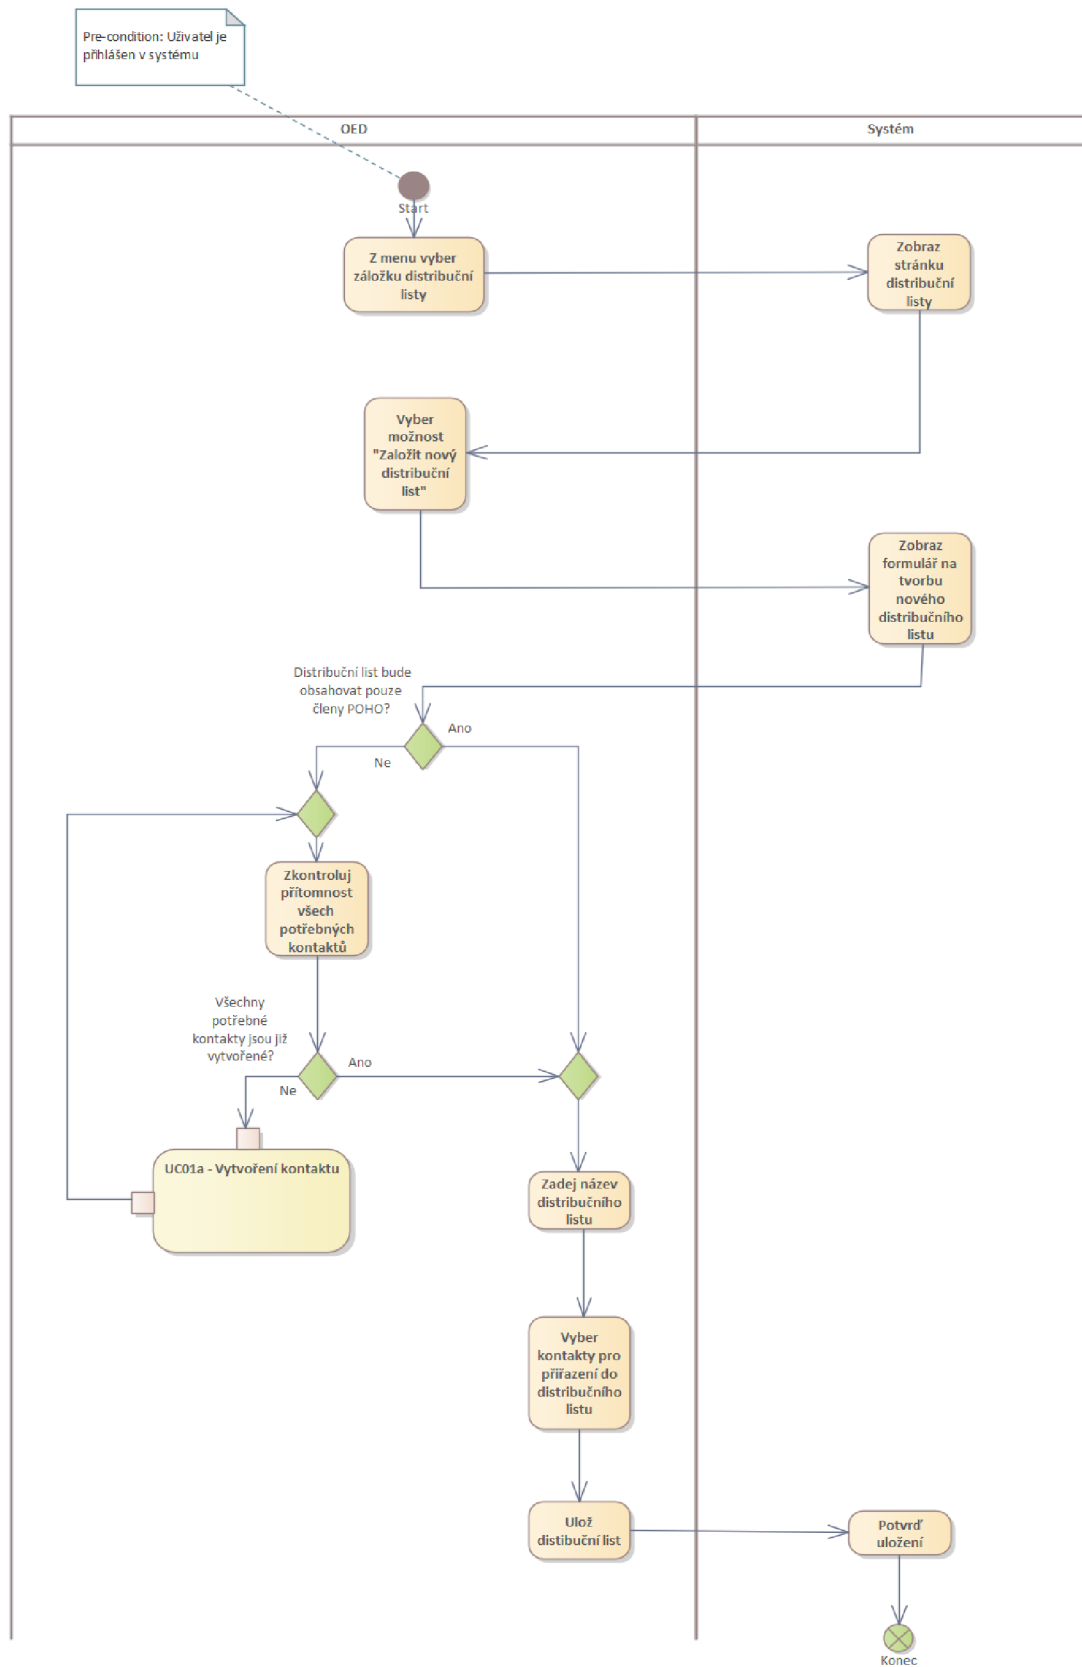 Pre-condition: Uživatel je
přihlášen v systému
OED
Systém
Start
Z menu vyber
záložku distribuční
listy
Zobraz
stránku
distribuční
listy
Vyber
možnost
"Založit nový
distribuční
list"
Zobraz
formulář na
tvorbu
nového
distribučního
listu
Distribuční list bude
obsahovat pouze
členy POHO?
Ano
Ne
Zkontroluj
přítomnost
všech
potřebných
kontaktů
Všechny
potřebné
kontakty jsou již
vytvořené?
Ano
Ne
UC01a - Vytvoření kontaktu
Zadej název
distribučního
listu
Vyber
kontakty pro
přiřazení do
distribučního
listu
Ulož
distibuční list
Potvrď
uložení
Konec